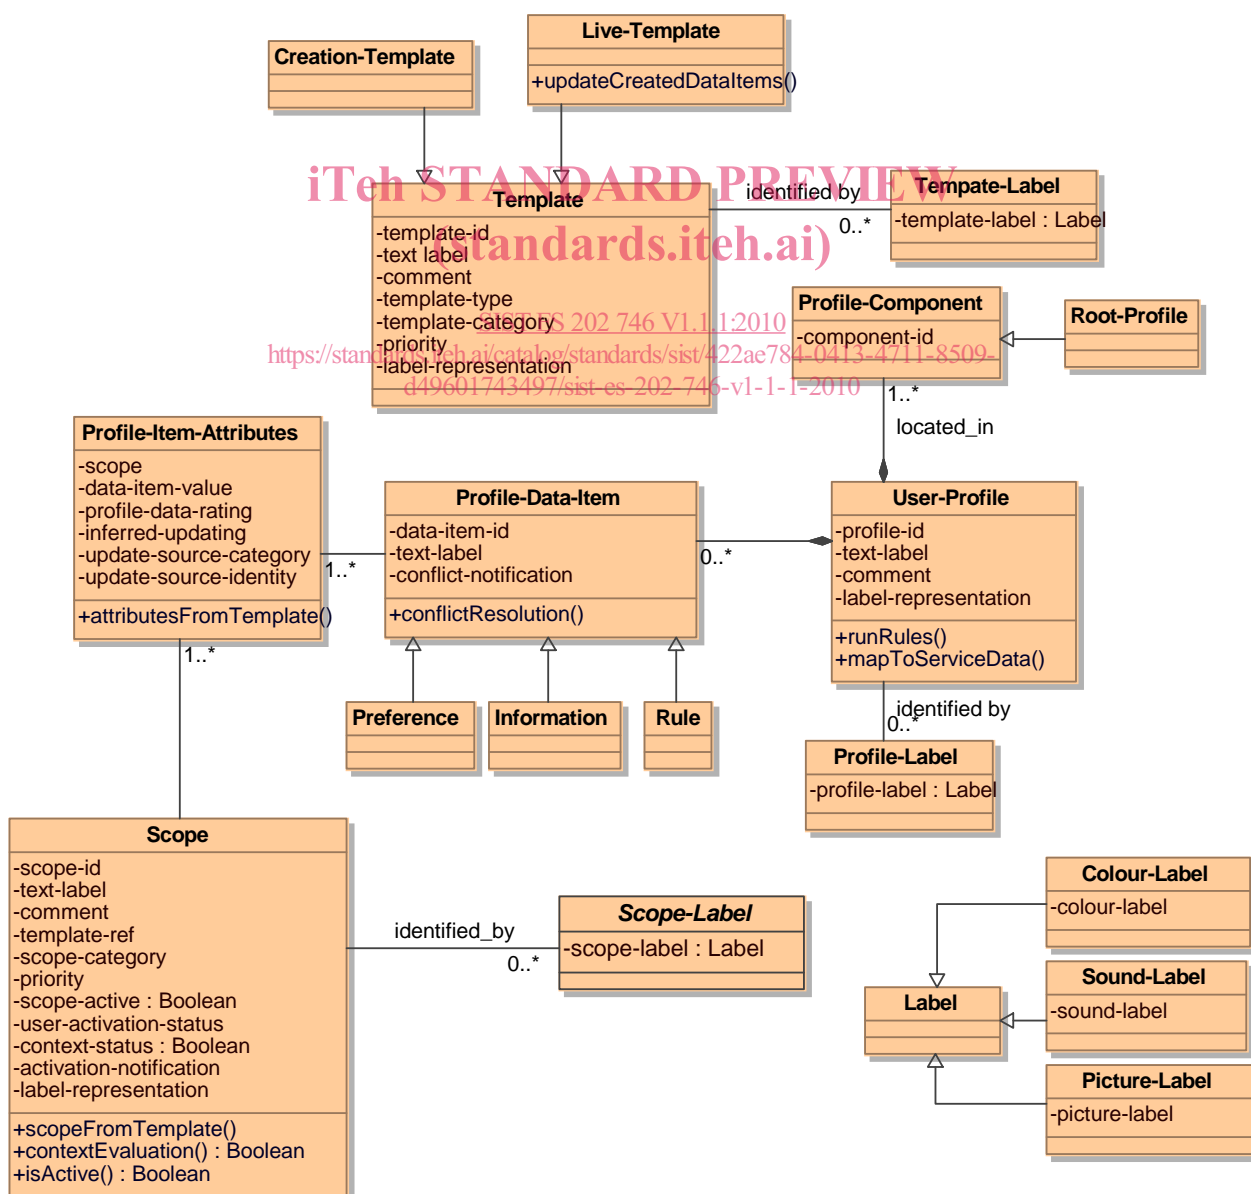 Live-Template
+updateCreatedDataItems()
Creation-Template
iTeh STANDARD PREVIEW
(standards.iteh.ai)
SIST ES 202 746 V1.1.1:2010
https://standards.iteh.ai/catalog/standards/sist/422ae784-0413-4711-8509-
d49601743497/sist-es-202-746-v1-1-1-2010
Template
-template-id
-text label
-comment
-template-type
-template-category
-priority
-label-representation
identified by
0..*
Tempate-Label
-template-label : Label
Profile-Component
-component-id
Root-Profile
1..*
located_in
Profile-Item-Attributes
-scope
-data-item-value
-profile-data-rating
-inferred-updating
-update-source-category
-update-source-identity
+attributesFromTemplate()
1..*
1..*
Profile-Data-Item
-data-item-id
-text-label
-conflict-notification
+conflictResolution()
0..*
User-Profile
-profile-id
-text-label
-comment
-label-representation
+runRules()
+mapToServiceData()
identified by
0..*
Preference
Information
Rule
Profile-Label
-profile-label : Label
Scope
-scope-id
-text-label
-comment
-template-ref
-scope-category
-priority
-scope-active : Boolean
-user-activation-status
-context-status : Boolean
-activation-notification
-label-representation
+scopeFromTemplate()
+contextEvaluation() : Boolean
+isActive() : Boolean
identified_by
0..*
Scope-Label
-scope-label : Label
Colour-Label
-colour-label
Sound-Label
-sound-label
Label
Picture-Label
-picture-label